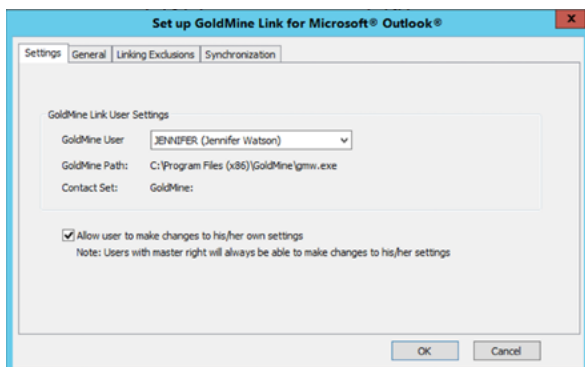 Set up GoldMine Link for Microsoft® Outlook®
x
Settings General Linking Exclusions Synchronization
GoldMine Link User Settings
GoldMine User JENNIFER (Jennifer Watson)
GoldMine Path: C:\Program Files (x86)\GoldMine\gmw.exe
Contact Set: GoldMine:
Allow user to make changes to his/her own settings
Note: Users with master right will always be able to make changes to his/her settings
OK Cancel